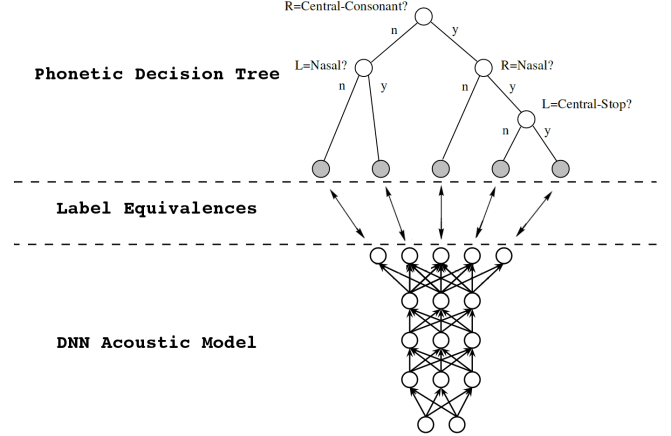 R=Central-Consonant?
n
y
Phonetic Decision Tree
L=Nasal?
R=Nasal?
n
y
n
y
L=Central-Stop?
n
y
Label Equivalences
DNN Acoustic Model